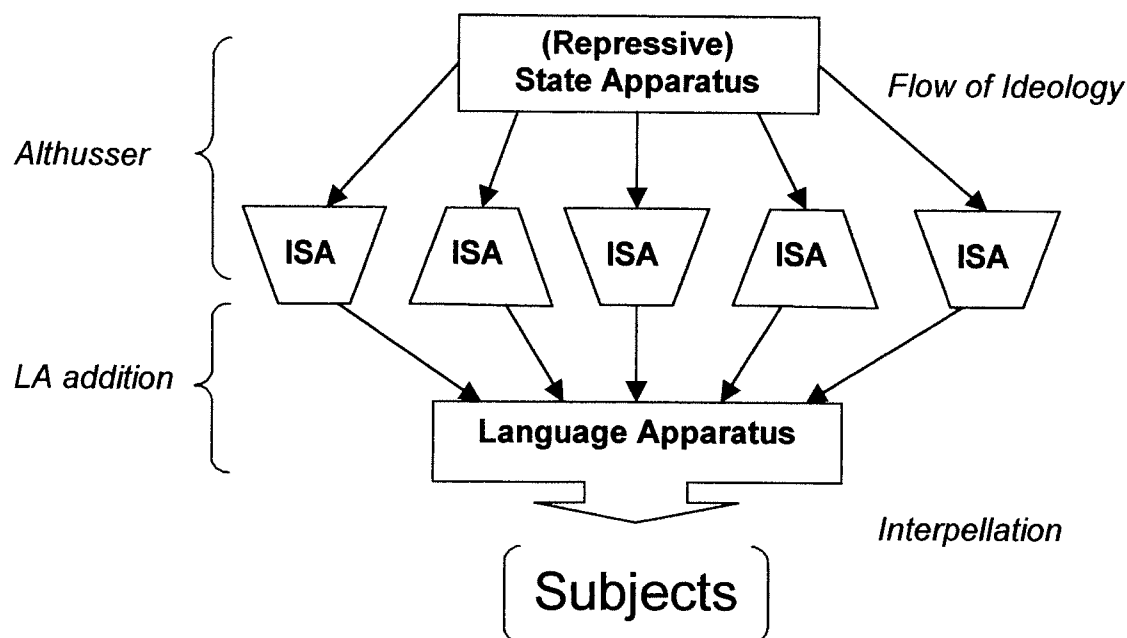 (Repressive)
State Apparatus
Flow of Ideology
Althusser
ISA
ISA
ISA
ISA
ISA
LA addition
Language Apparatus
Interpellation
Subjects